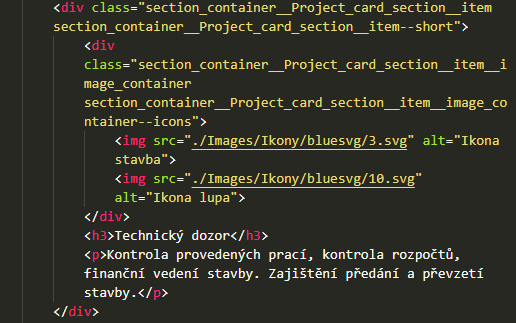 <div class="section_container__Project_card_section__item
section_container__Project_card_section__item--short">
<div
class="section_container__Project_card_section__item__i
mage_container
section_container__Project_card_section__item__image_co
ntainer--icons">
<img src="./Images/Ikony/bluesvg/3.svg" alt="Ikona
stavba">
<img src="./Images/Ikony/bluesvg/10.svg"
alt="Ikona lupa">
</div>
<h3>Technický dozor</h3>
<p>Kontrola provedených prací, kontrola rozpočtů,
finanční vedení stavby. Zajištění předání a převzetí
stavby.</p>
</div>